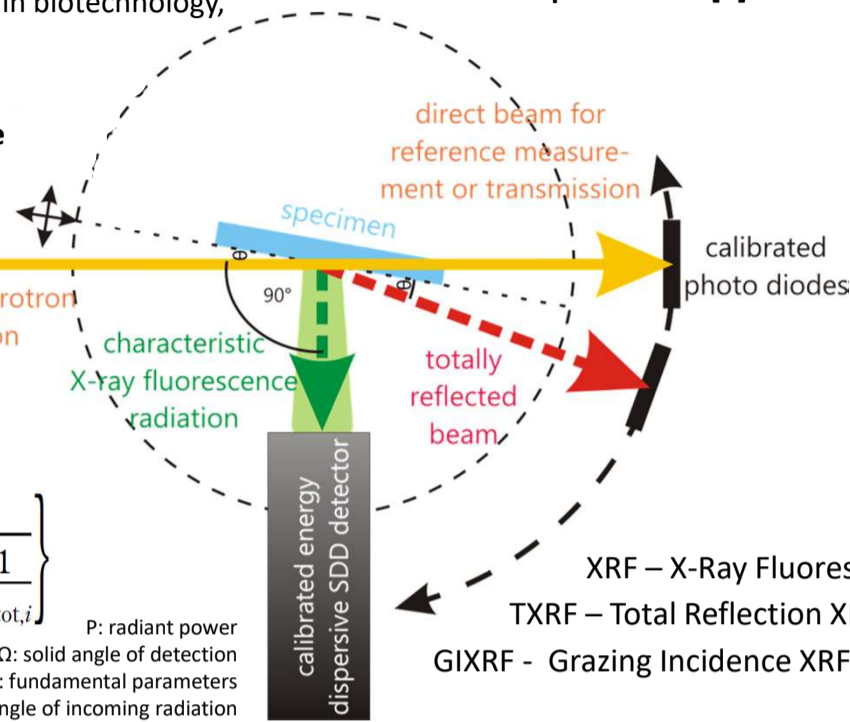 in biotechnology,
e
direct beam for
reference measure-
ment or transmission
specimen
θ
θ
90°
calibrated
photo diodes
rotron
on
characteristic
X-ray fluorescence
radiation
totally
reflected
beam
calibrated energy
dispersive SDD detector
1
tot,i
}
XRF – X-Ray Fluores
TXRF – Total Reflection X
GIXRF - Grazing Incidence XRF
P: radiant power
Ω: solid angle of detection
: fundamental parameters
ngle of incoming radiation